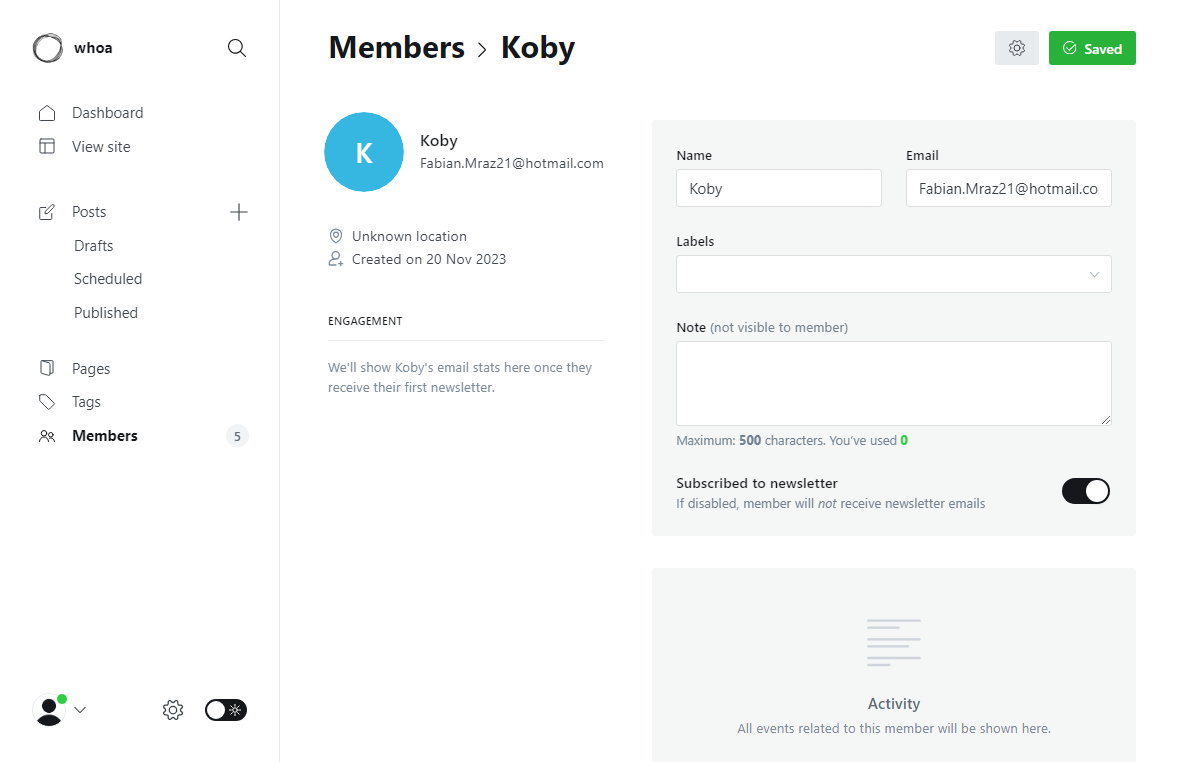 whoa
Dashboard
View site
Posts
Drafts
Scheduled
Published
Pages
Tags
Members 5
Members > Koby
Saved
K
Koby
Fabian.Mraz21@hotmail.com
Unknown location
Created on 20 Nov 2023
ENGAGEMENT
We'll show Koby's email stats here once they
receive their first newsletter.
Name Email
Koby Fabian.Mraz21@hotmail.co
Labels
Note (not visible to member)
Maximum: 500 characters. You've used 0
Subscribed to newsletter
If disabled, member will not receive newsletter emails
Activity
All events related to this member will be shown here.